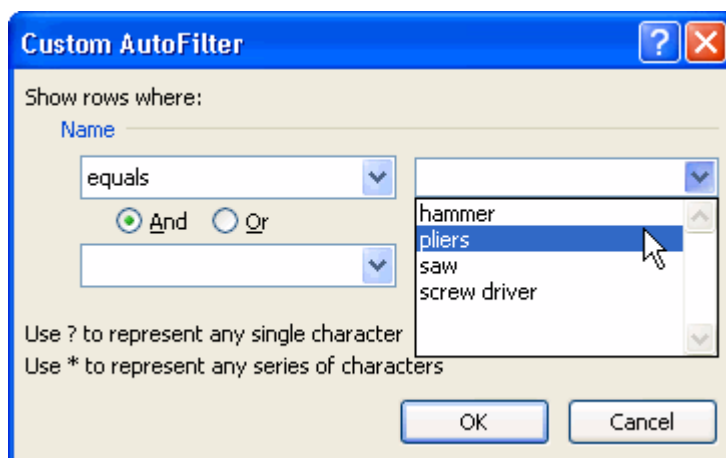 Custom AutoFilter ?
Show rows where:
Name
equals
And Or
hammer
pliers
saw
screw driver
Use ? to represent any single character
Use * to represent any series of characters
OK Cancel